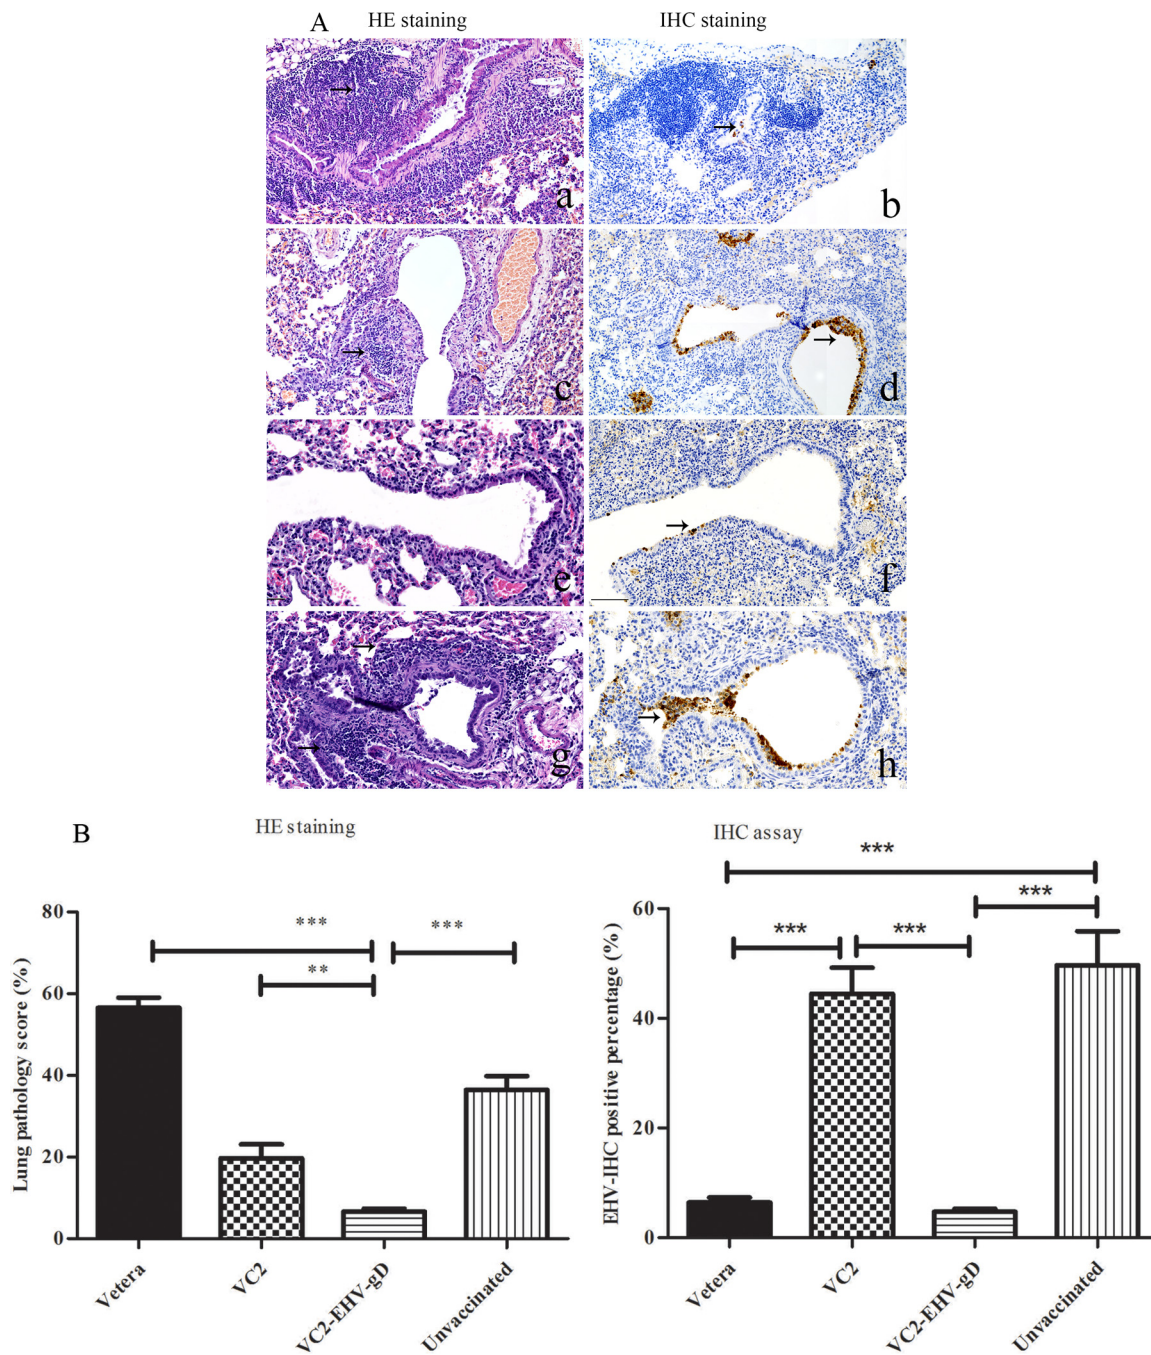 A
HE staining
IHC staining
a
b
c
d
e
f
g
h
B
HE staining
Lung pathology score (%)
80
60
40
20
0
***
***
**
Vetera
VC2
VC2-EHV-gD
Unvaccinated
IHC assay
EHV-IHC positive percentage (%)
60
40
20
0
***
***
***
***
Vetera
VC2
VC2-EHV-gD
Unvaccinated